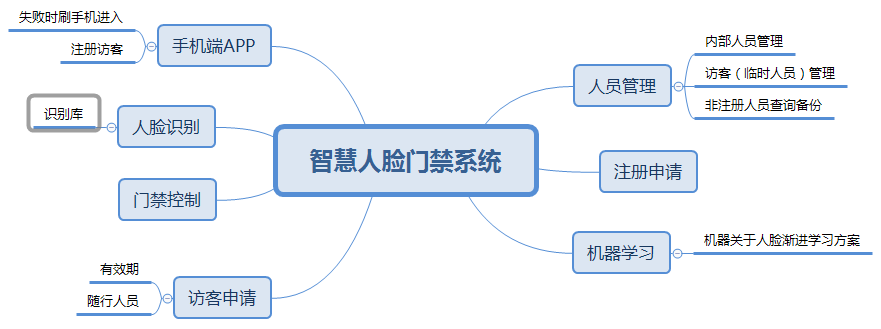 智慧人脸门禁系统
手机端APP
失败时刷手机进入
注册访客
人脸识别
识别库
门禁控制
访客申请
有效期
随行人员
人员管理
内部人员管理
访客（临时人员）管理
非注册人员查询备份
注册申请
机器学习
机器关于人脸渐进学习方案